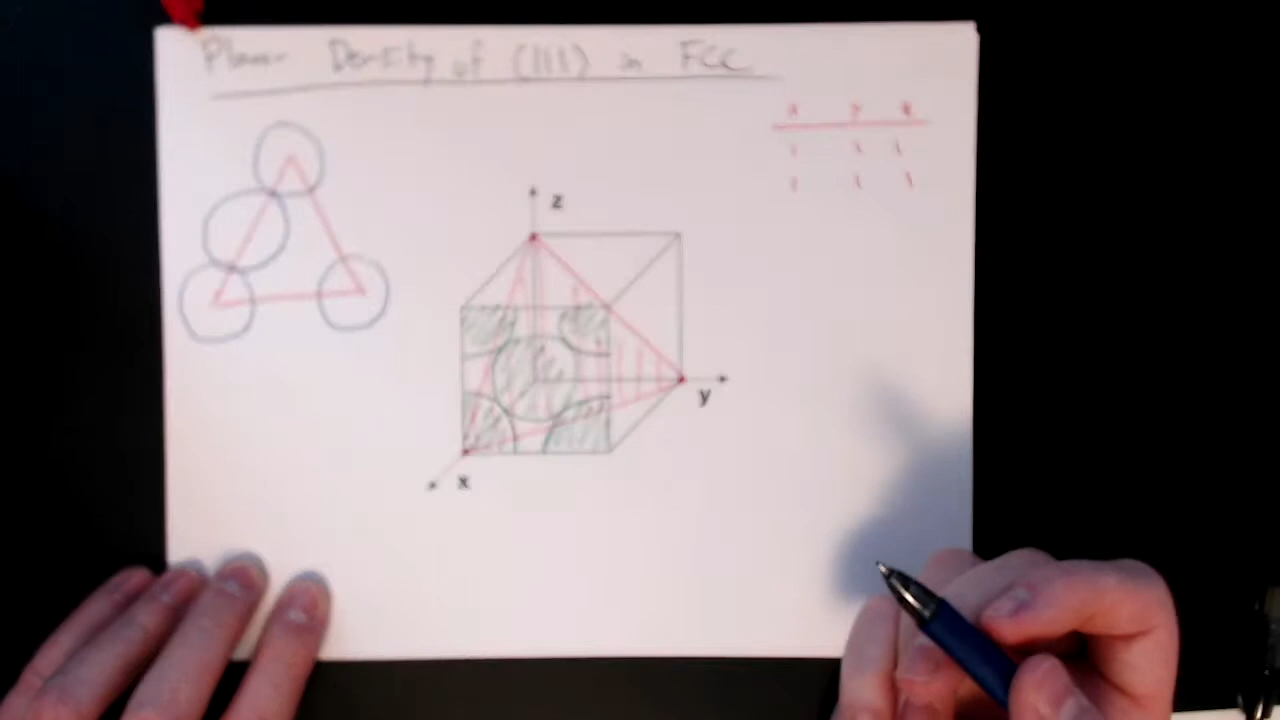 Planar Density of (111) in FCC
x y z
1 1 1
1 1 1
z
y
x